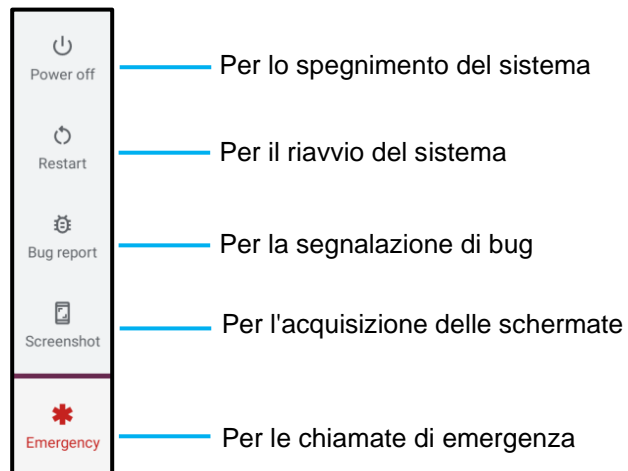 Power off
Per lo spegnimento del sistema
Restart
Per il riavvio del sistema
Bug report
Per la segnalazione di bug
Screenshot
Per l'acquisizione delle schermate
Emergency
Per le chiamate di emergenza